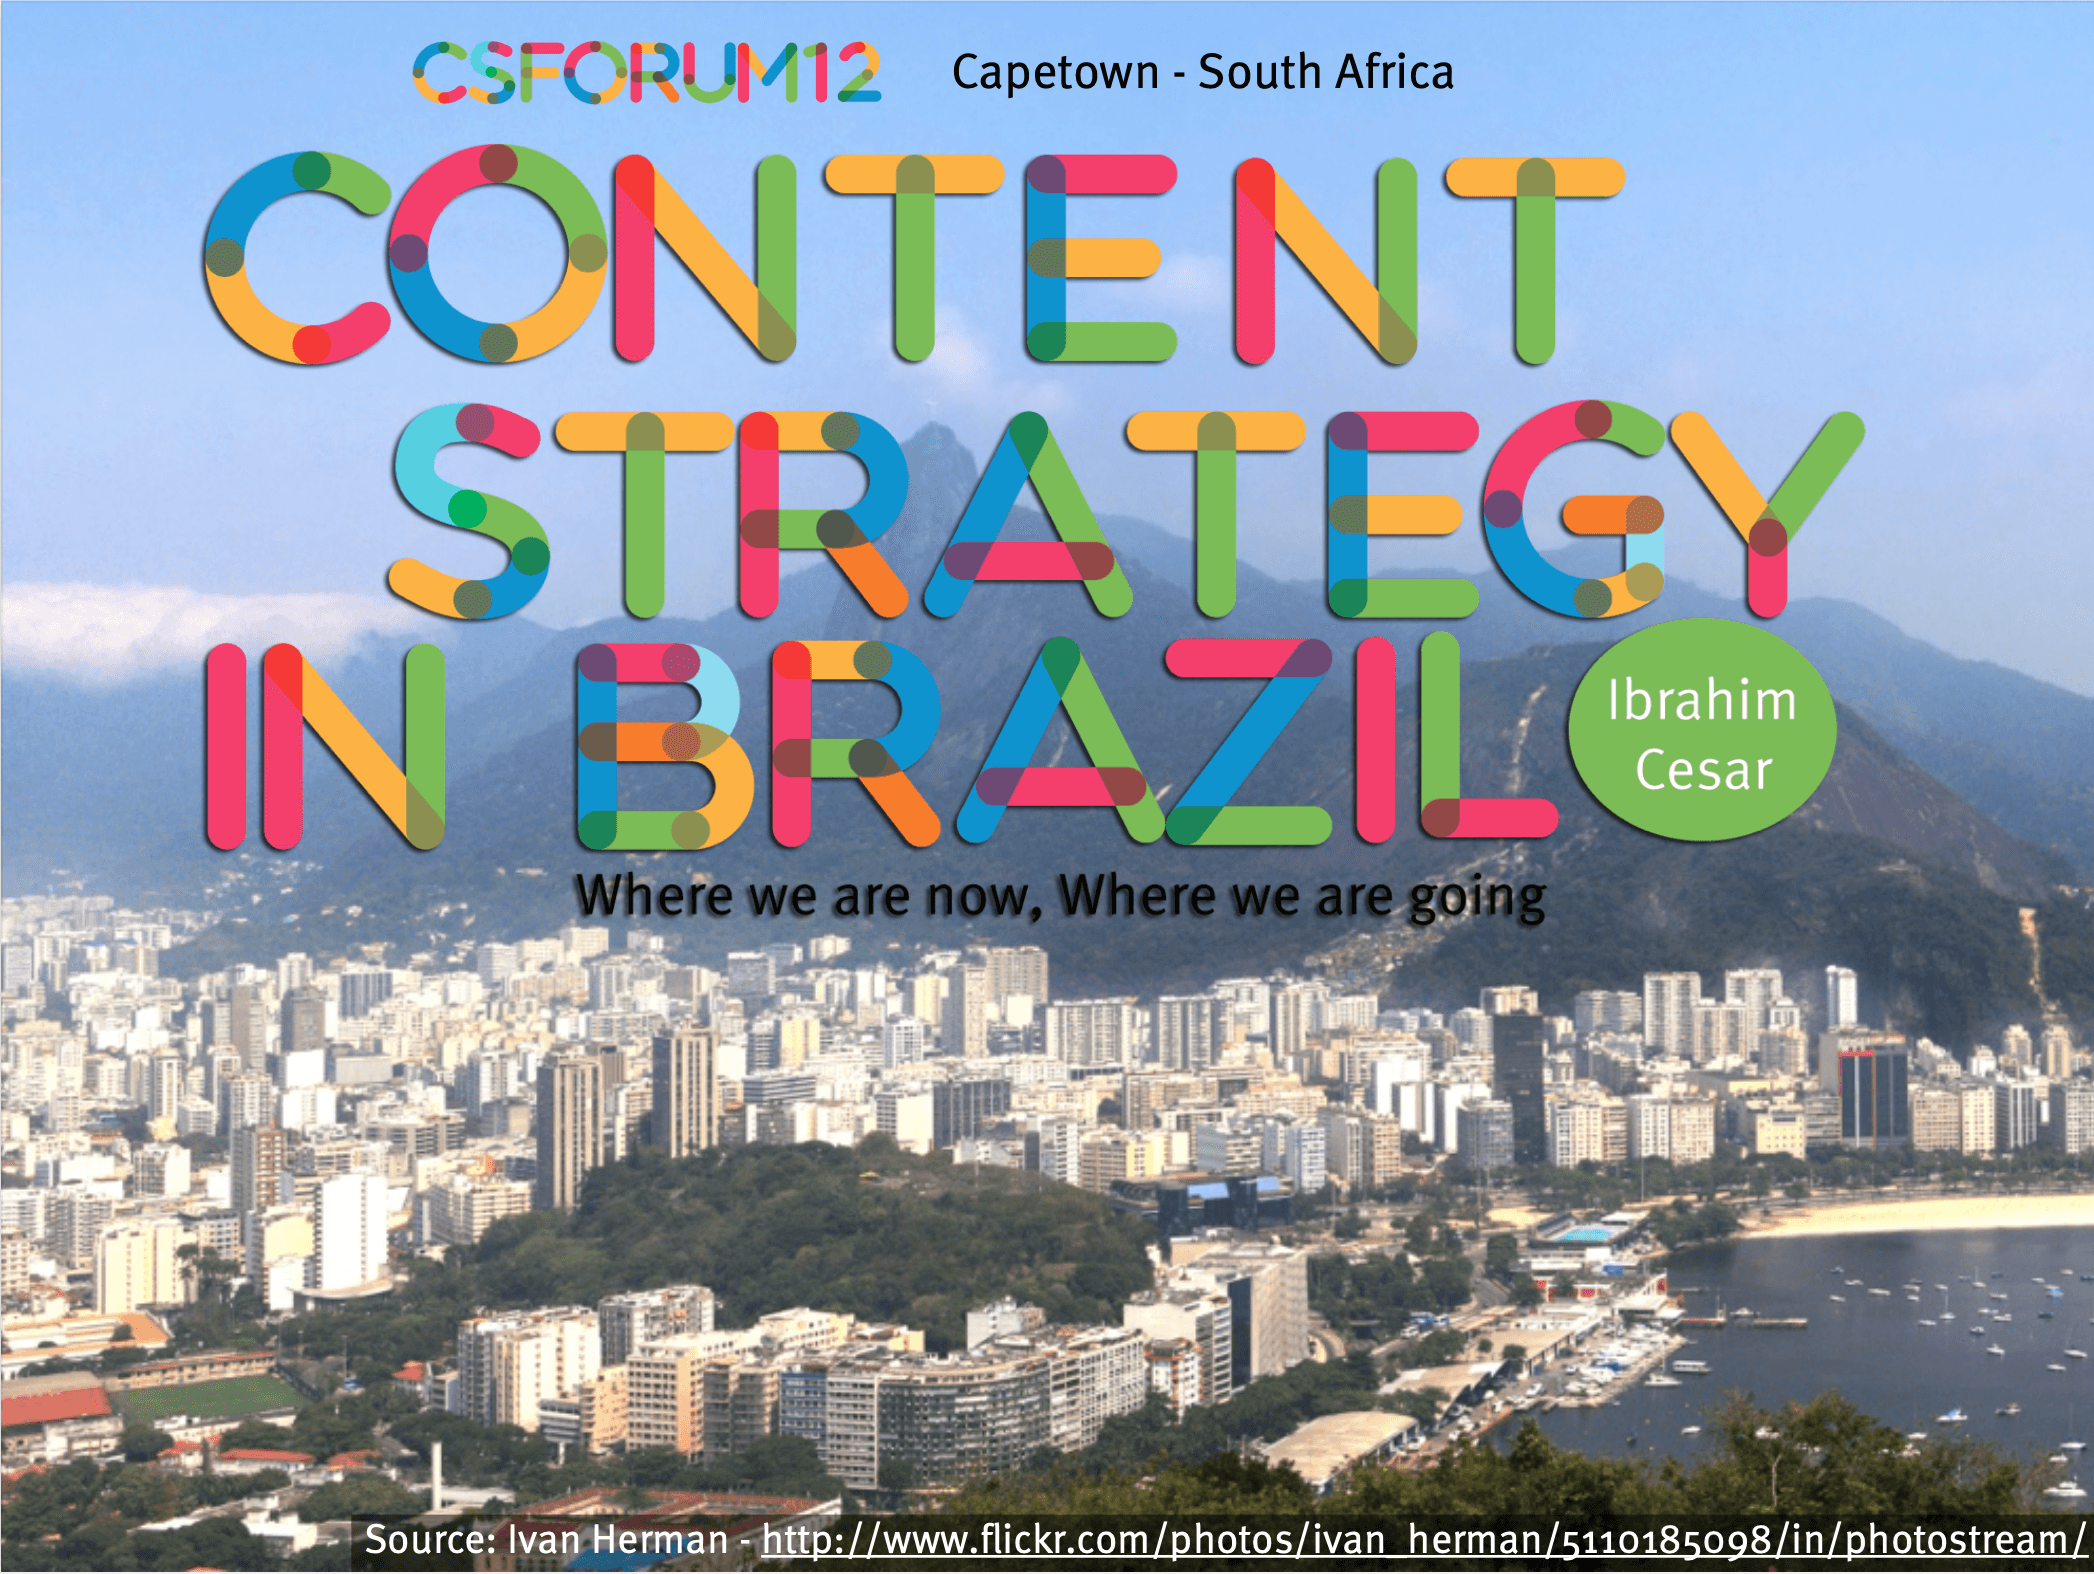 CSFORUM12 Capetown - South Africa
CONTENT
STRATEGY
IN BRAZIL
Ibrahim
Cesar
Where we are now, Where we are going
Source: Ivan Herman - http://www.flickr.com/photos/ivan_herman/5110185098/in/photostream/